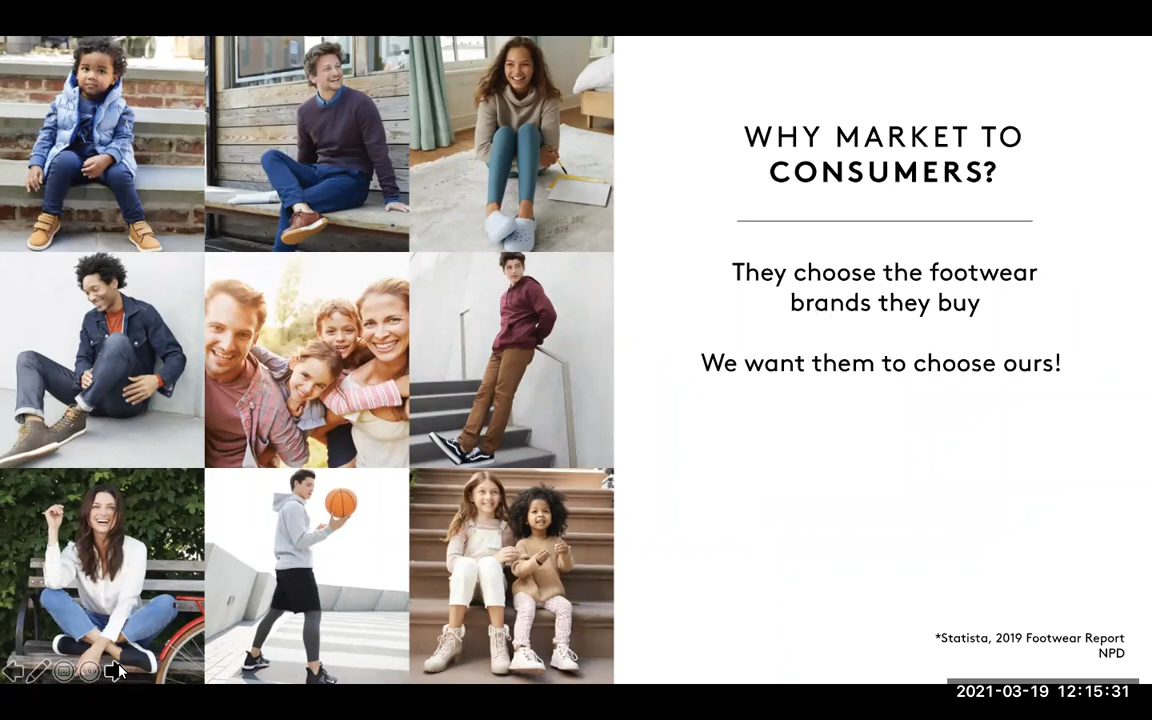 WHY MARKET TO
CONSUMERS?
They choose the footwear
brands they buy
We want them to choose ours!
*Statista, 2019 Footwear Report
NPD
2021-03-19 12:15:31